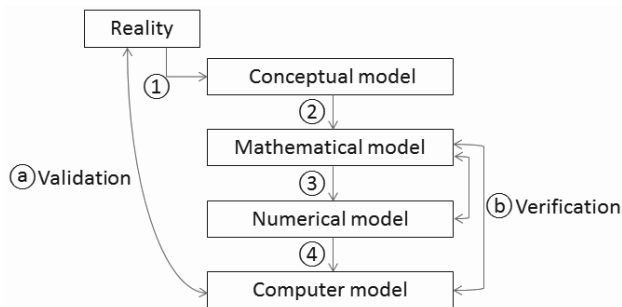 Reality
①
Conceptual model
②
Mathematical model
ⓐ Validation
③
ⓑ Verification
Numerical model
④
Computer model